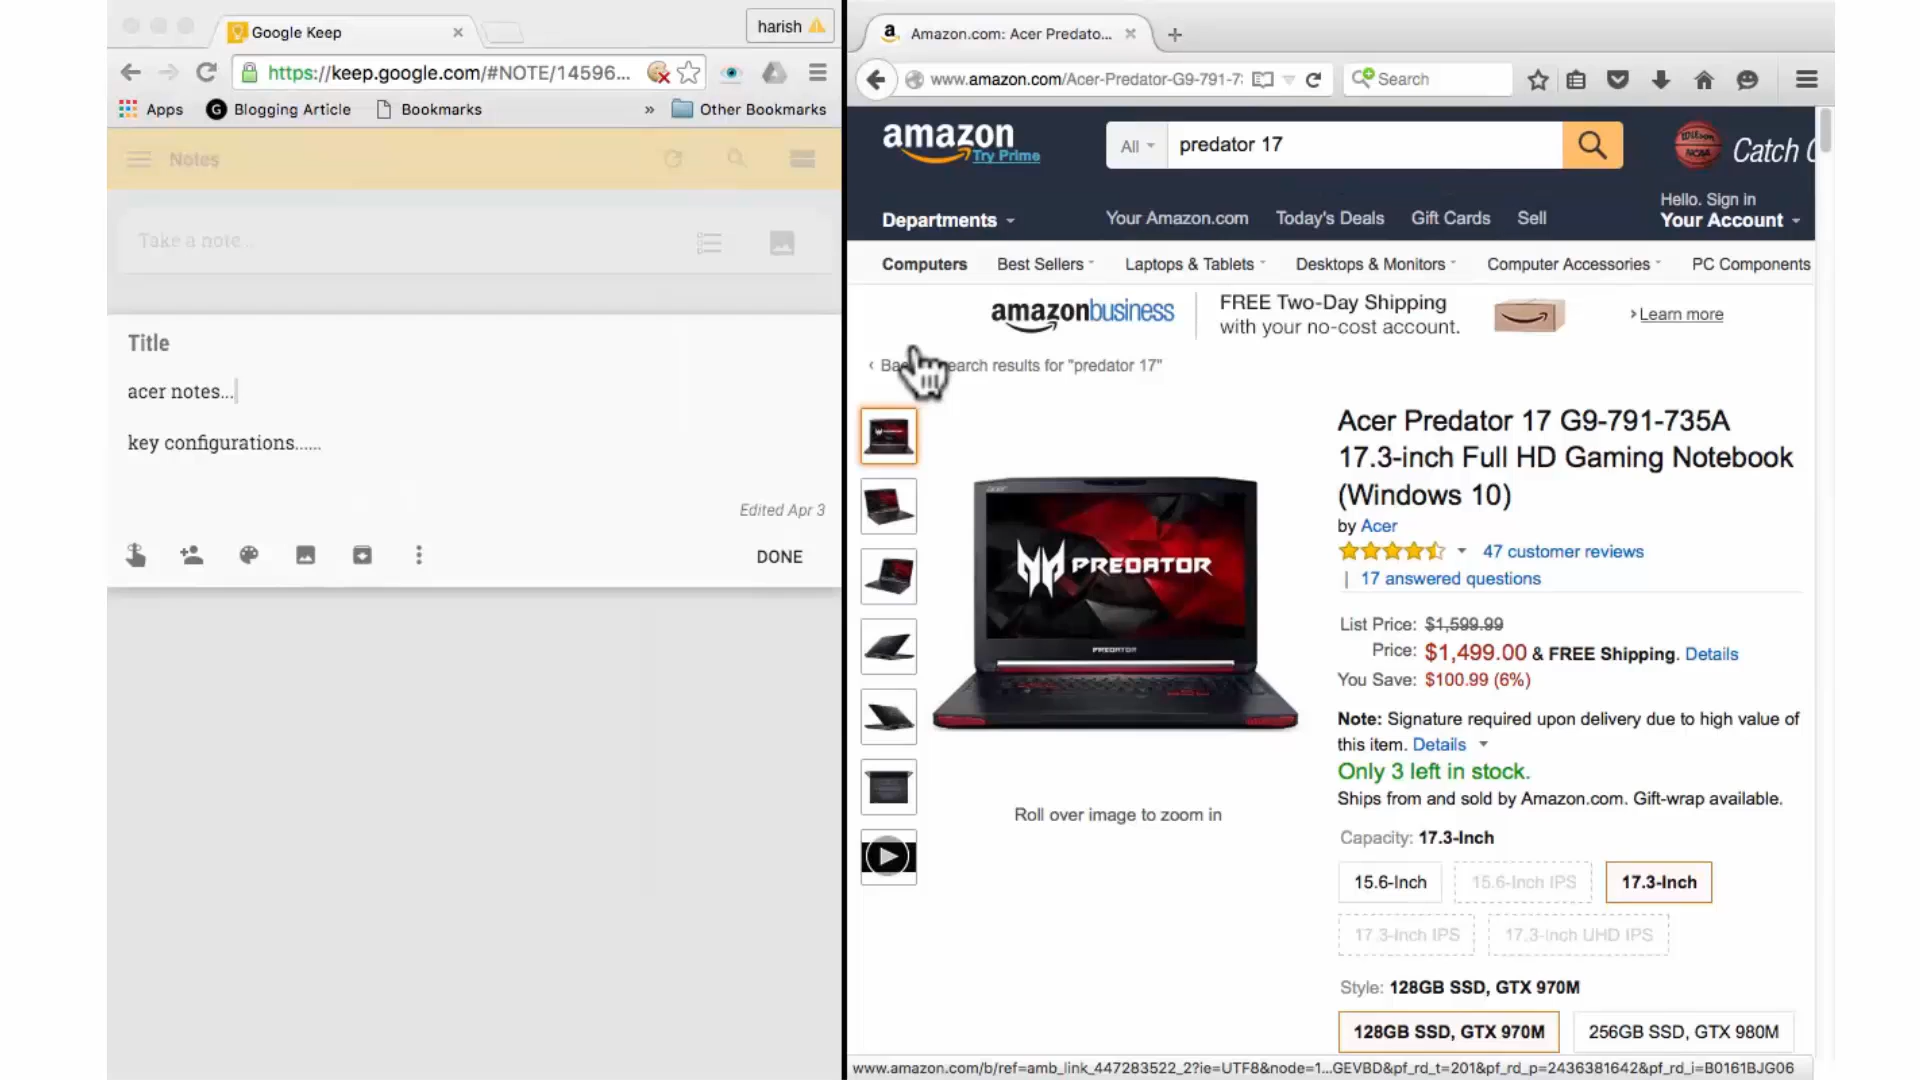 Google Keep
harish
https://keep.google.com/#NOTE/14596...
Apps
Blogging Article
Bookmarks
»
Other Bookmarks
Notes
Take a note...
Title
acer notes...
key configurations......
Edited Apr 3
DONE
Amazon.com: Acer Predato...
www.amazon.com/Acer-Predator-G9-791-7
Search
amazon
Try Prime
All
predator 17
Wilson
NCAA
Catch
Departments
Your Amazon.com
Today's Deals
Gift Cards
Sell
Hello. Sign in
Your Account
Computers
Best Sellers
Laptops & Tablets
Desktops & Monitors
Computer Accessories
PC Components
amazonbusiness
FREE Two-Day Shipping
with your no-cost account.
› Learn more
‹ Ba earch results for "predator 17"
acer
PREDATOR
PREDATOR
Roll over image to zoom in
Acer Predator 17 G9-791-735A
17.3-inch Full HD Gaming Notebook
(Windows 10)
by Acer
47 customer reviews
| 17 answered questions
List Price: $1,599.99
Price: $1,499.00 & FREE Shipping. Details
You Save: $100.99 (6%)
Note: Signature required upon delivery due to high value of
this item. Details
Only 3 left in stock.
Ships from and sold by Amazon.com. Gift-wrap available.
Capacity: 17.3-Inch
15.6-Inch
15.6-Inch IPS
17.3-Inch
17.3-Inch IPS
17.3-Inch UHD IPS
Style: 128GB SSD, GTX 970M
128GB SSD, GTX 970M
256GB SSD, GTX 980M
www.amazon.com/b/ref=amb_link_447283522_2?ie=UTF8&node=1...GEVBD&pf_rd_t=201&pf_rd_p=2436381642&pf_rd_i=B0161BJG06